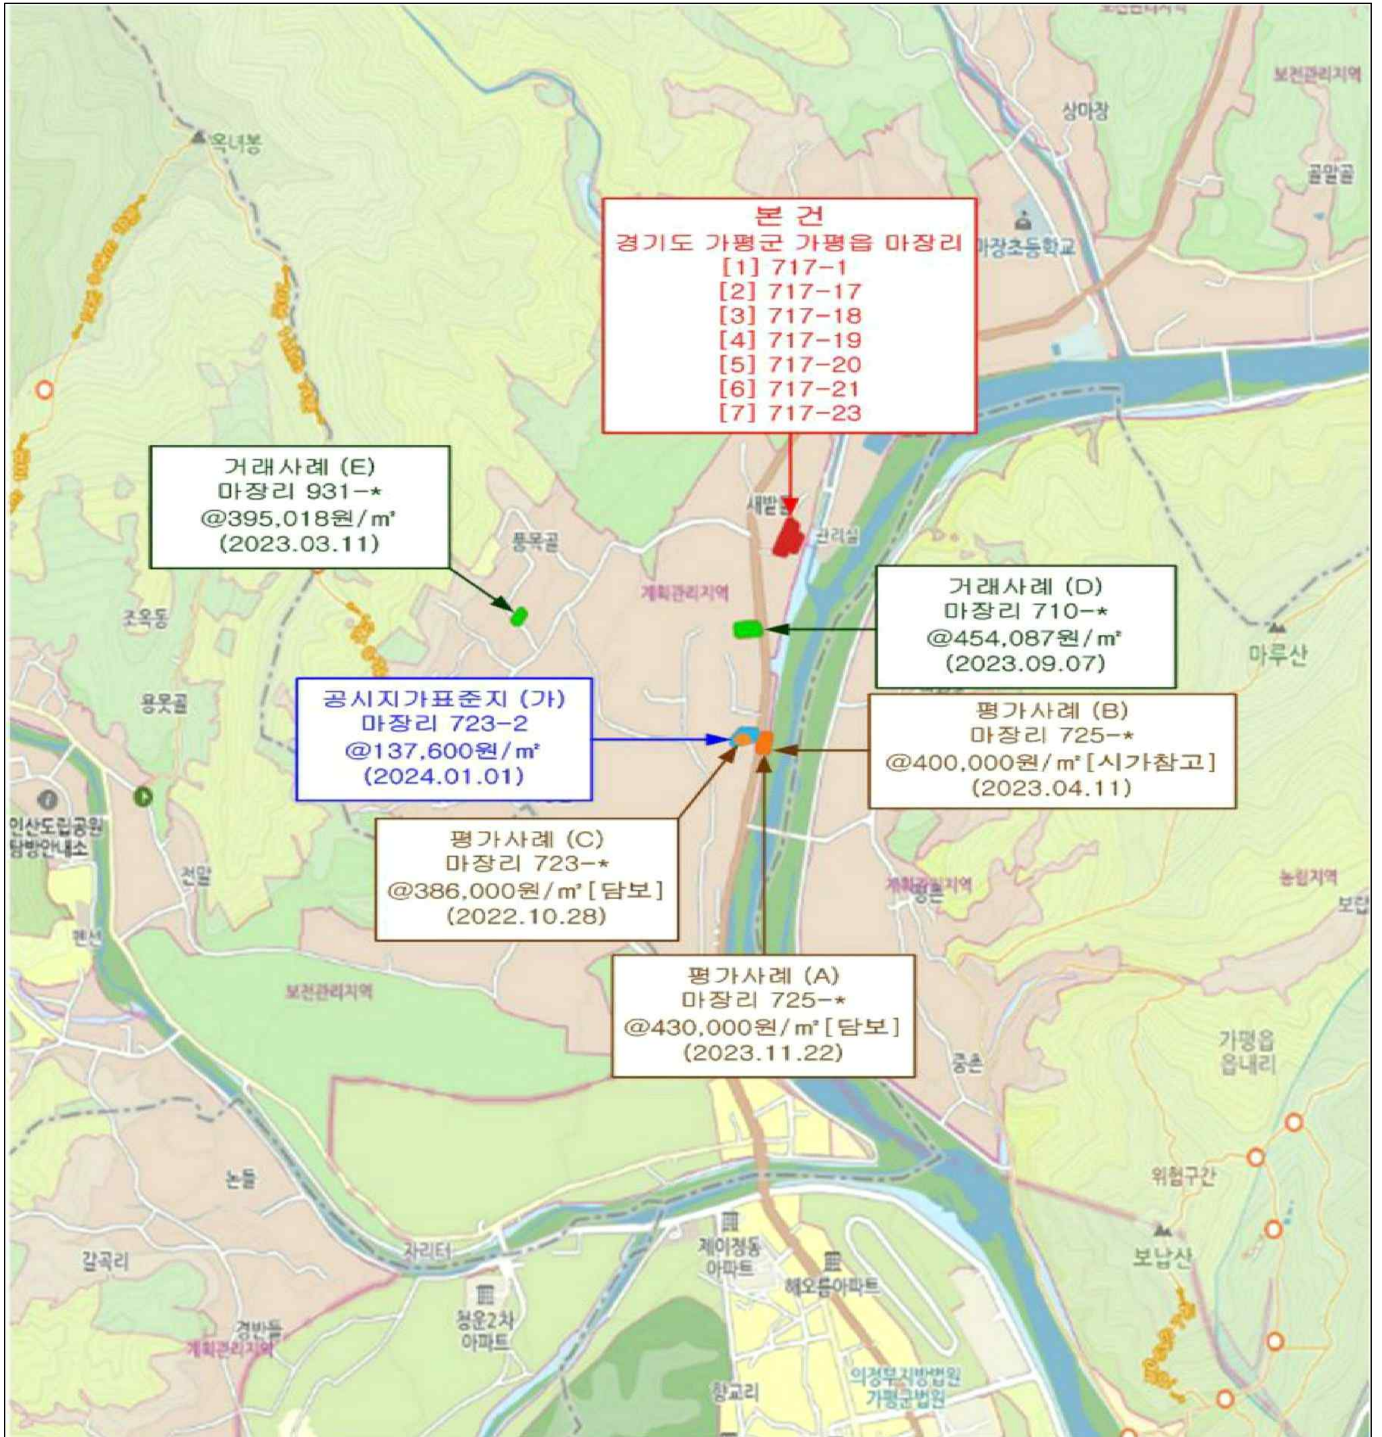 보전관리지역
보전관리지역
상마장
옥녀봉
골말골
마장초등학교
본 건
경기도 가평군 가평읍 마장리
[1] 717-1
[2] 717-17
[3] 717-18
[4] 717-19
[5] 717-20
[6] 717-21
[7] 717-23
거래사례 (E)
마장리 931-*
@395,018원/㎡
(2023.03.11)
새밭
관리실
풍목골
계획관리지역
거래사례 (D)
마장리 710-*
@454,087원/㎡
(2023.09.07)
조옥동
마루산
용못골
공시지가표준지 (가)
마장리 723-2
@137,600원/㎡
(2024.01.01)
평가사례 (B)
마장리 725-*
@400,000원/㎡[시가참고]
(2023.04.11)
평가사례 (C)
마장리 723-*
@386,000원/㎡[담보]
(2022.10.28)
인산도립공원
탐방안내소
계획관리지역
농림지역
평가사례 (A)
마장리 725-*
@430,000원/㎡[담보]
(2023.11.22)
보전관리지역
가평읍
읍내리
중촌
논들
위험구간
자리터
갈곡리
제이정동
아파트
해오름아파트
보납산
청운2차
아파트
경반들
계획관리지역
향교리
의정부지방법원
가평군법원